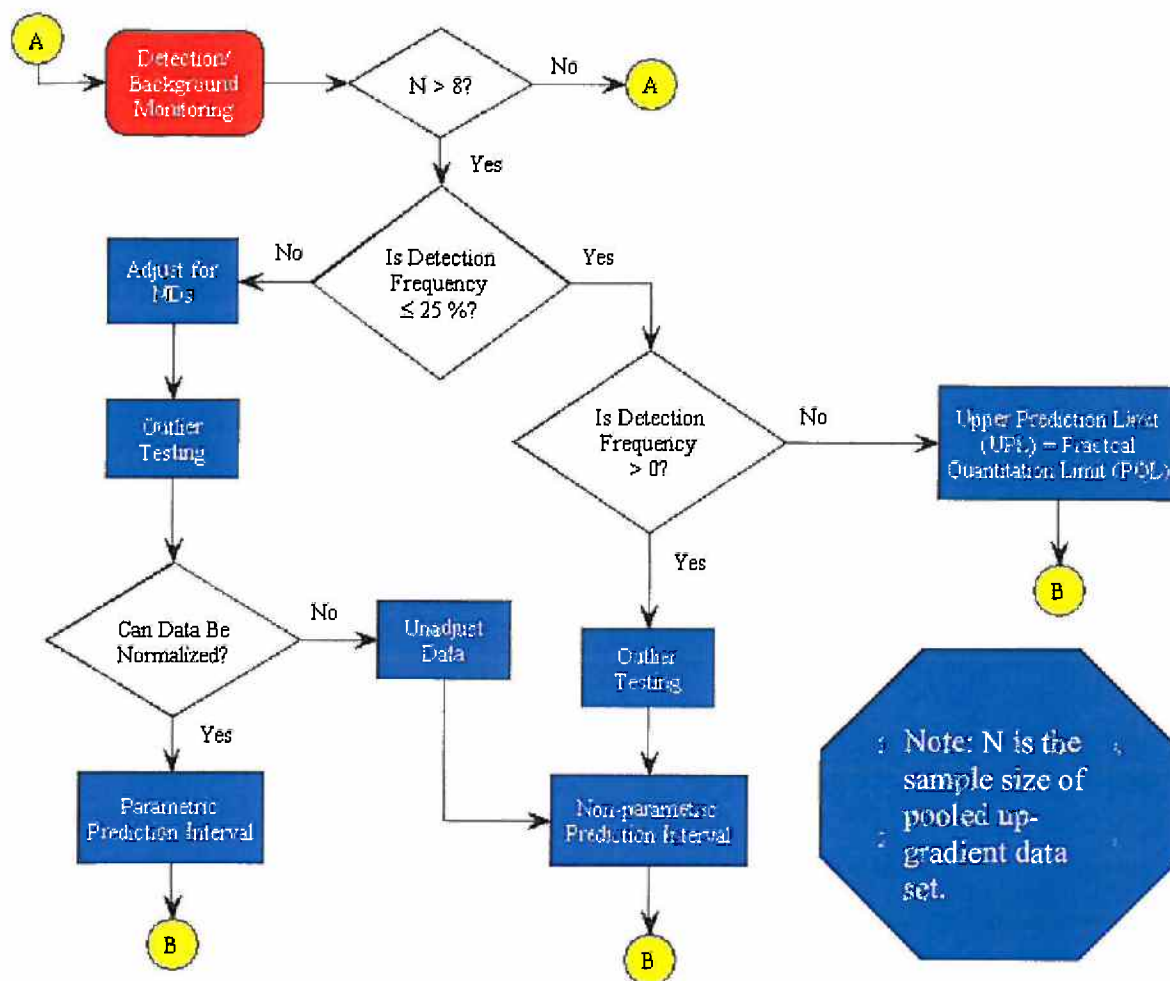 A
Detection/
Background
Monitoring
N > 8?
No
A
Yes
Is Detection
Frequency
≤ 25 %?
No
Yes
Adjust for
NDs
Outlier
Testing
Is Detection
Frequency
> 0?
No
Upper Prediction Limit
(UPL) = Practical
Quantitation Limit (PQL)
B
Yes
Can Data Be
Normalized?
No
Unadjust
Data
Outlier
Testing
Yes
Parametric
Prediction Interval
Non-parametric
Prediction Interval
B
B
Note: N is the
sample size of
pooled up-
gradient data
set.